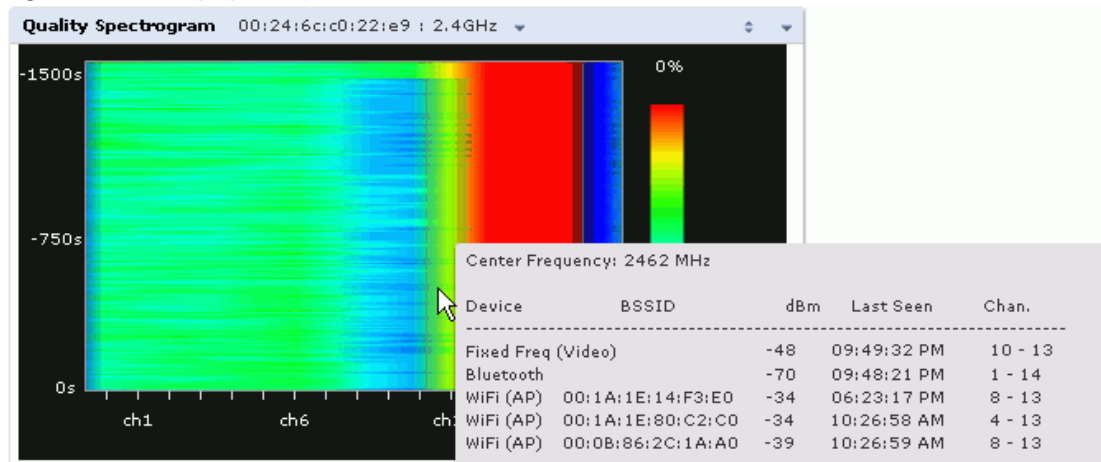 Quality Spectrogram 00:24:6c:c0:22:e9 : 2.4GHz
-1500s
0%
-750s
0s
ch1 ch6 ch
Center Frequency: 2462 MHz
Device BSSID dBm Last Seen Chan.
--------------------------------------------------------------------------
Fixed Freq (Video) -48 09:49:32 PM 10 - 13
Bluetooth -70 09:48:21 PM 1 - 14
WiFi (AP) 00:1A:1E:14:F3:E0 -34 06:23:17 PM 8 - 13
WiFi (AP) 00:1A:1E:80:C2:C0 -34 10:26:58 AM 4 - 13
WiFi (AP) 00:0B:86:2C:1A:A0 -39 10:26:59 AM 8 - 13